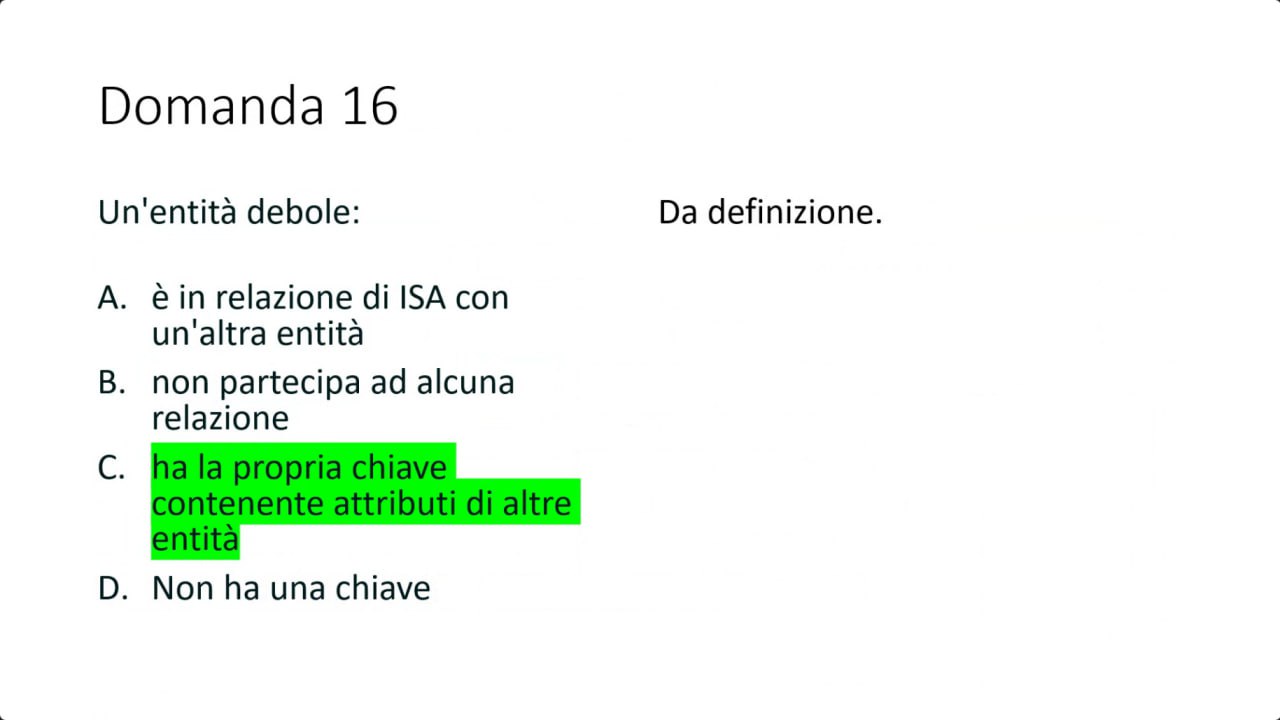 Domanda 16
Un'entità debole:
Da definizione.
A. è in relazione di ISA con
un'altra entità
B. non partecipa ad alcuna
relazione
C. ha la propria chiave
contenente attributi di altre
entità
D. Non ha una chiave